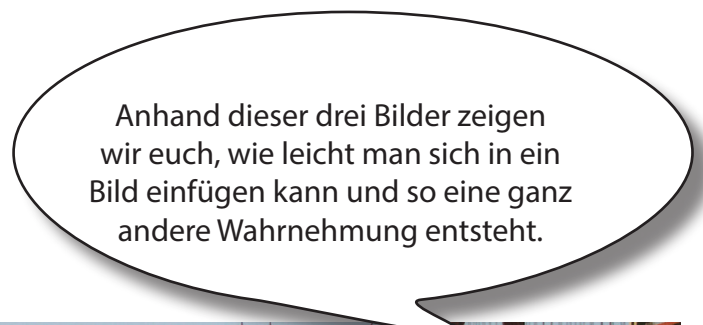 Anhand dieser drei Bilder zeigen
wir euch, wie leicht man sich in ein
Bild einfügen kann und so eine ganz
andere Wahrnehmung entsteht.